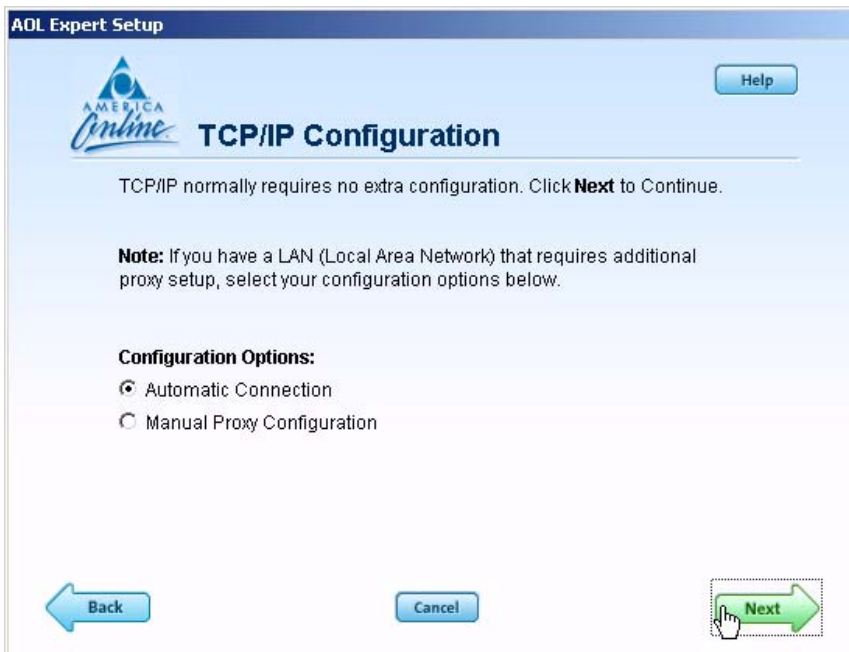 AOL Expert Setup
Help
AMERICA
Online
TCP/IP Configuration
TCP/IP normally requires no extra configuration. Click Next to Continue.
Note: If you have a LAN (Local Area Network) that requires additional
proxy setup, select your configuration options below.
Configuration Options:
Automatic Connection
Manual Proxy Configuration
Back
Cancel
Next